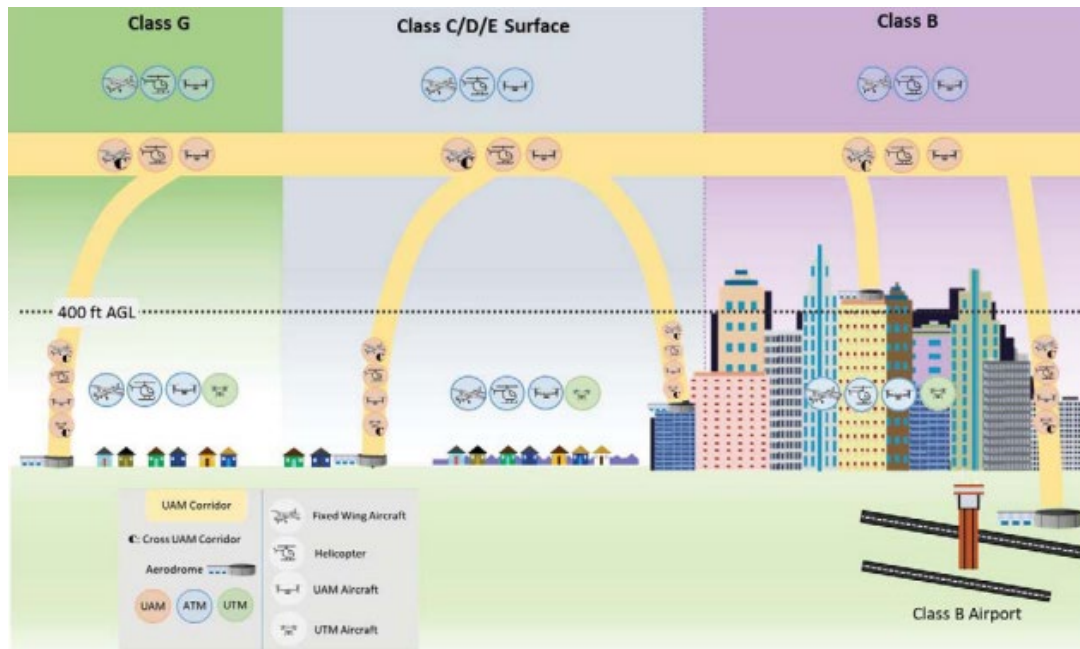 Class G
Class C/D/E Surface
Class B
C
C
C
400 ft AGL
C
C
C
C
C
C
C
C
UAM Corridor
C: Cross UAM Corridor
Aerodrome
UAM
ATM
UTM
Fixed Wing Aircraft
Helicopter
UAM Aircraft
UTM Aircraft
Class B Airport